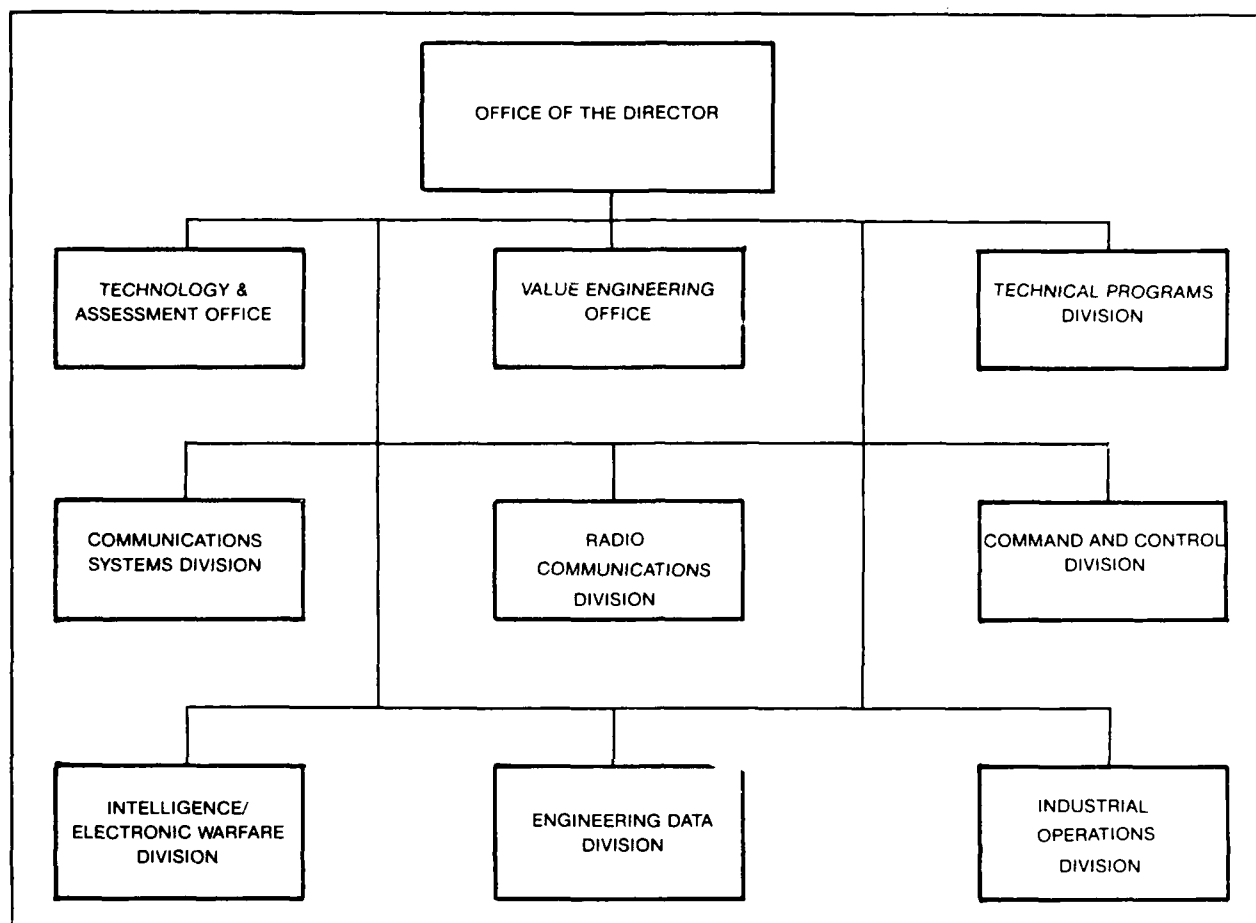 OFFICE OF THE DIRECTOR
TECHNOLOGY &
ASSESSMENT OFFICE
VALUE ENGINEERING
OFFICE
TECHNICAL PROGRAMS
DIVISION
COMMUNICATIONS
SYSTEMS DIVISION
RADIO
COMMUNICATIONS
DIVISION
COMMAND AND CONTROL
DIVISION
INTELLIGENCE/
ELECTRONIC WARFARE
DIVISION
ENGINEERING DATA
DIVISION
INDUSTRIAL
OPERATIONS
DIVISION